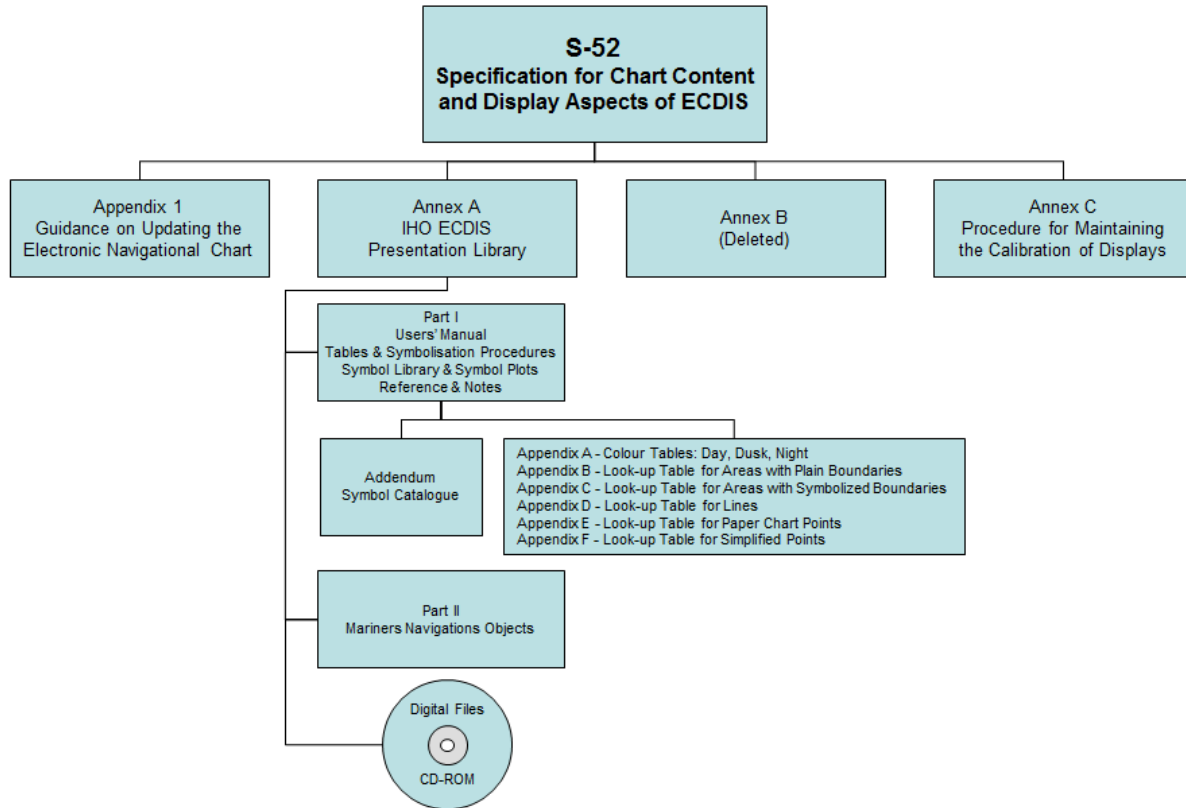 S-52
Specification for Chart Content
and Display Aspects of ECDIS
Appendix 1
Guidance on Updating the
Electronic Navigational Chart
Annex A
IHO ECDIS
Presentation Library
Annex B
(Deleted)
Annex C
Procedure for Maintaining
the Calibration of Displays
Part I
Users' Manual
Tables & Symbolisation Procedures
Symbol Library & Symbol Plots
Reference & Notes
Addendum
Symbol Catalogue
Appendix A - Colour Tables: Day, Dusk, Night
Appendix B - Look-up Table for Areas with Plain Boundaries
Appendix C - Look-up Table for Areas with Symbolized Boundaries
Appendix D - Look-up Table for Lines
Appendix E - Look-up Table for Paper Chart Points
Appendix F - Look-up Table for Simplified Points
Part II
Mariners Navigations Objects
Digital Files
CD-ROM